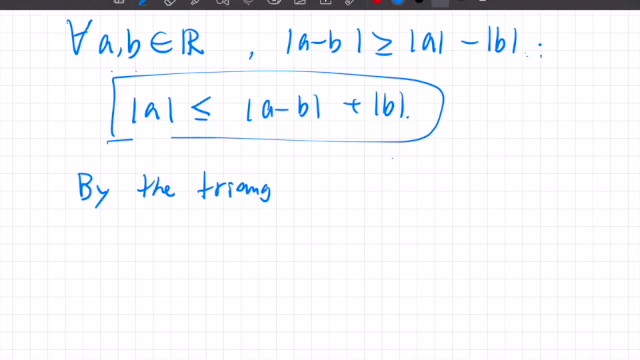 ∀ a,b ∈ ℝ , |a-b| ≥ |a| - |b| :
|a| ≤ |a-b| + |b|.
By the triang